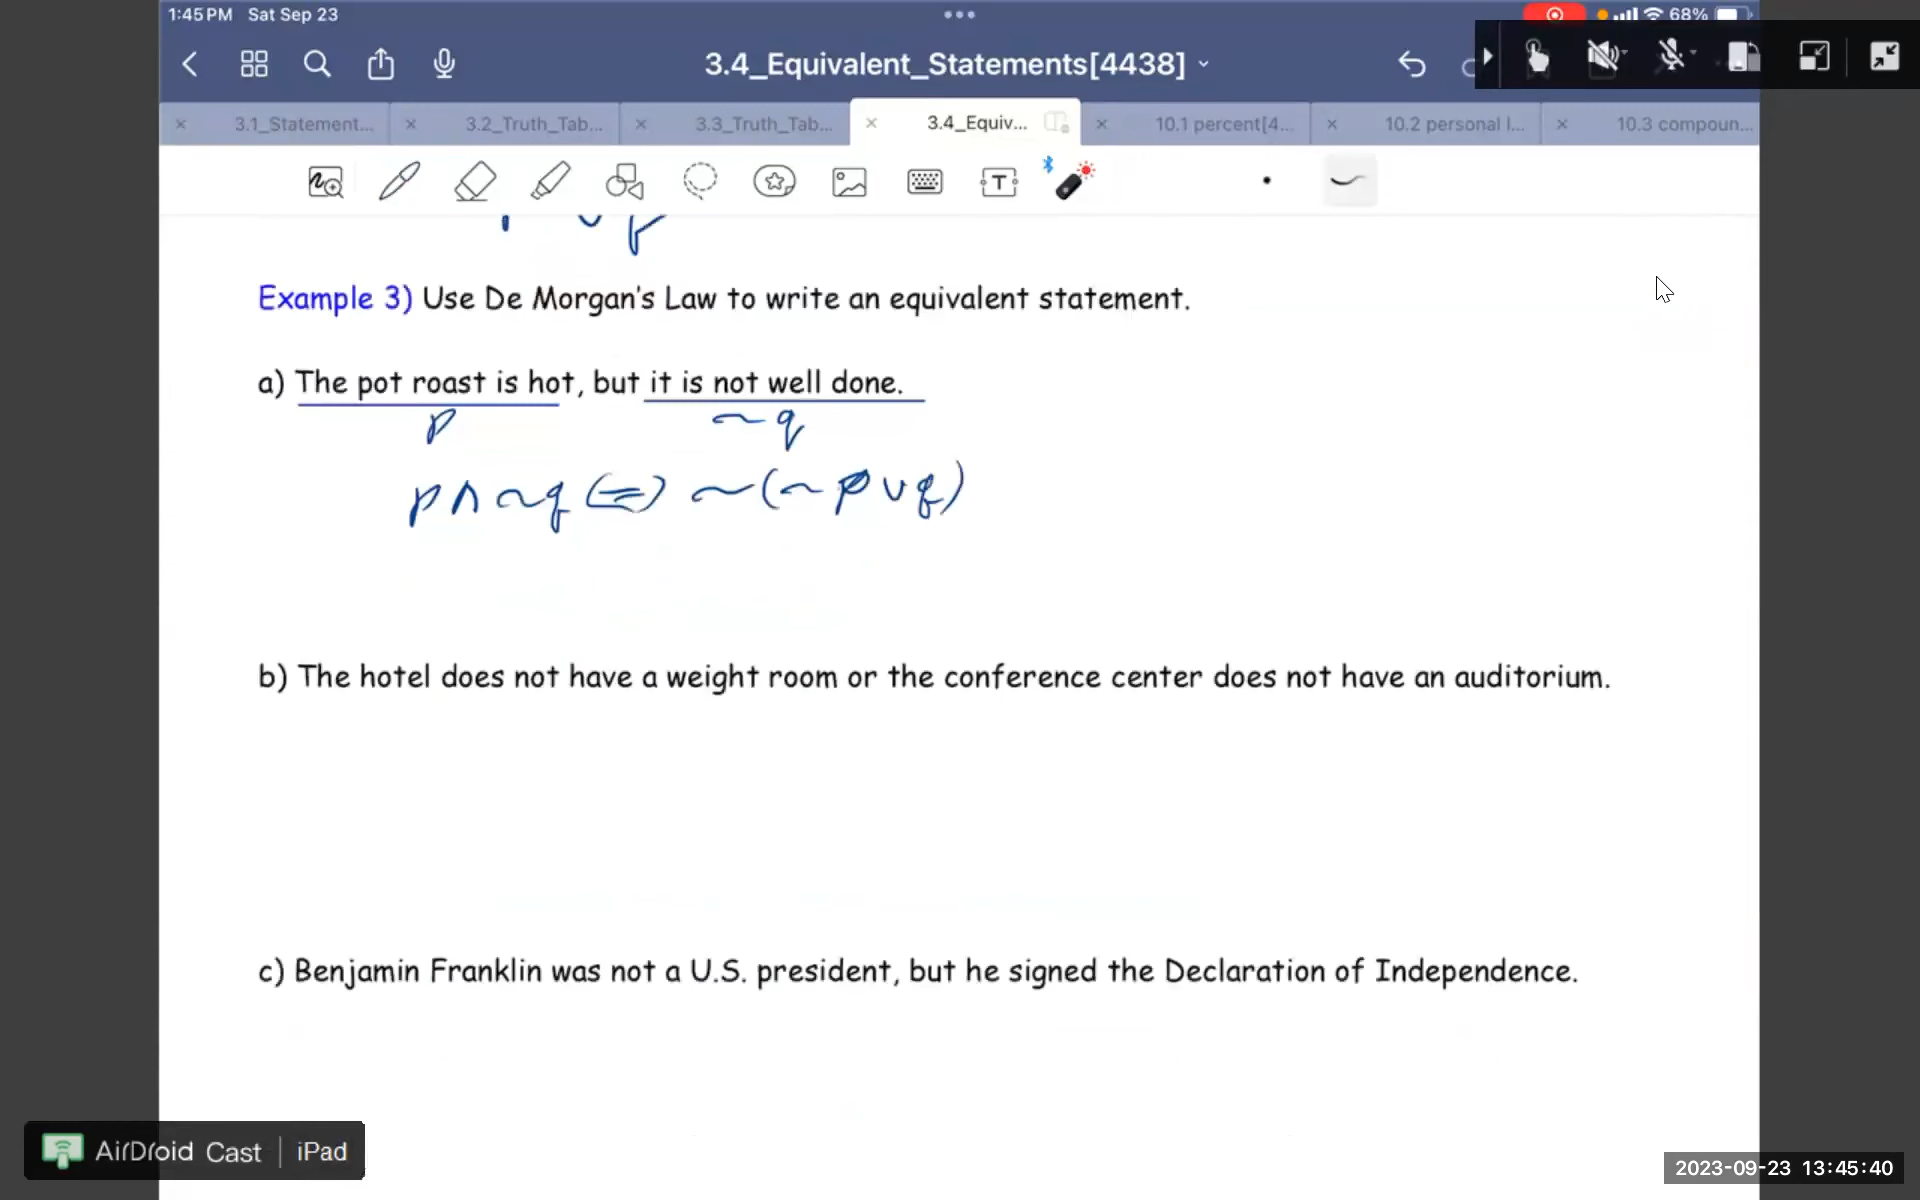 1:45 PM Sat Sep 23
68%
3.4_Equivalent_Statements[4438]
3.1_Statement...
3.2_Truth_Tab...
3.3_Truth_Tab...
3.4_Equiv...
10.1 percent[4...
10.2 personal l...
10.3 compoun...
Example 3) Use De Morgan's Law to write an equivalent statement.
a) The pot roast is hot, but it is not well done.
p ~q
p ∧ ~q (=) ~(~p ∨ q)
b) The hotel does not have a weight room or the conference center does not have an auditorium.
c) Benjamin Franklin was not a U.S. president, but he signed the Declaration of Independence.
AirDroid Cast | iPad
2023-09-23 13:45:40